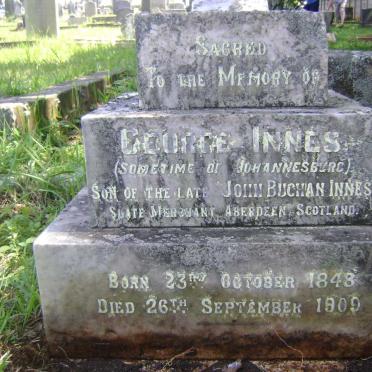 Sacred
To the Memory of
George Innes
(Sometime of Johannesburg)
Son of the late John Buchan Innes
Slate Merchant, Aberdeen, Scotland.
Born 23rd October 1848
Died 26th September 1909